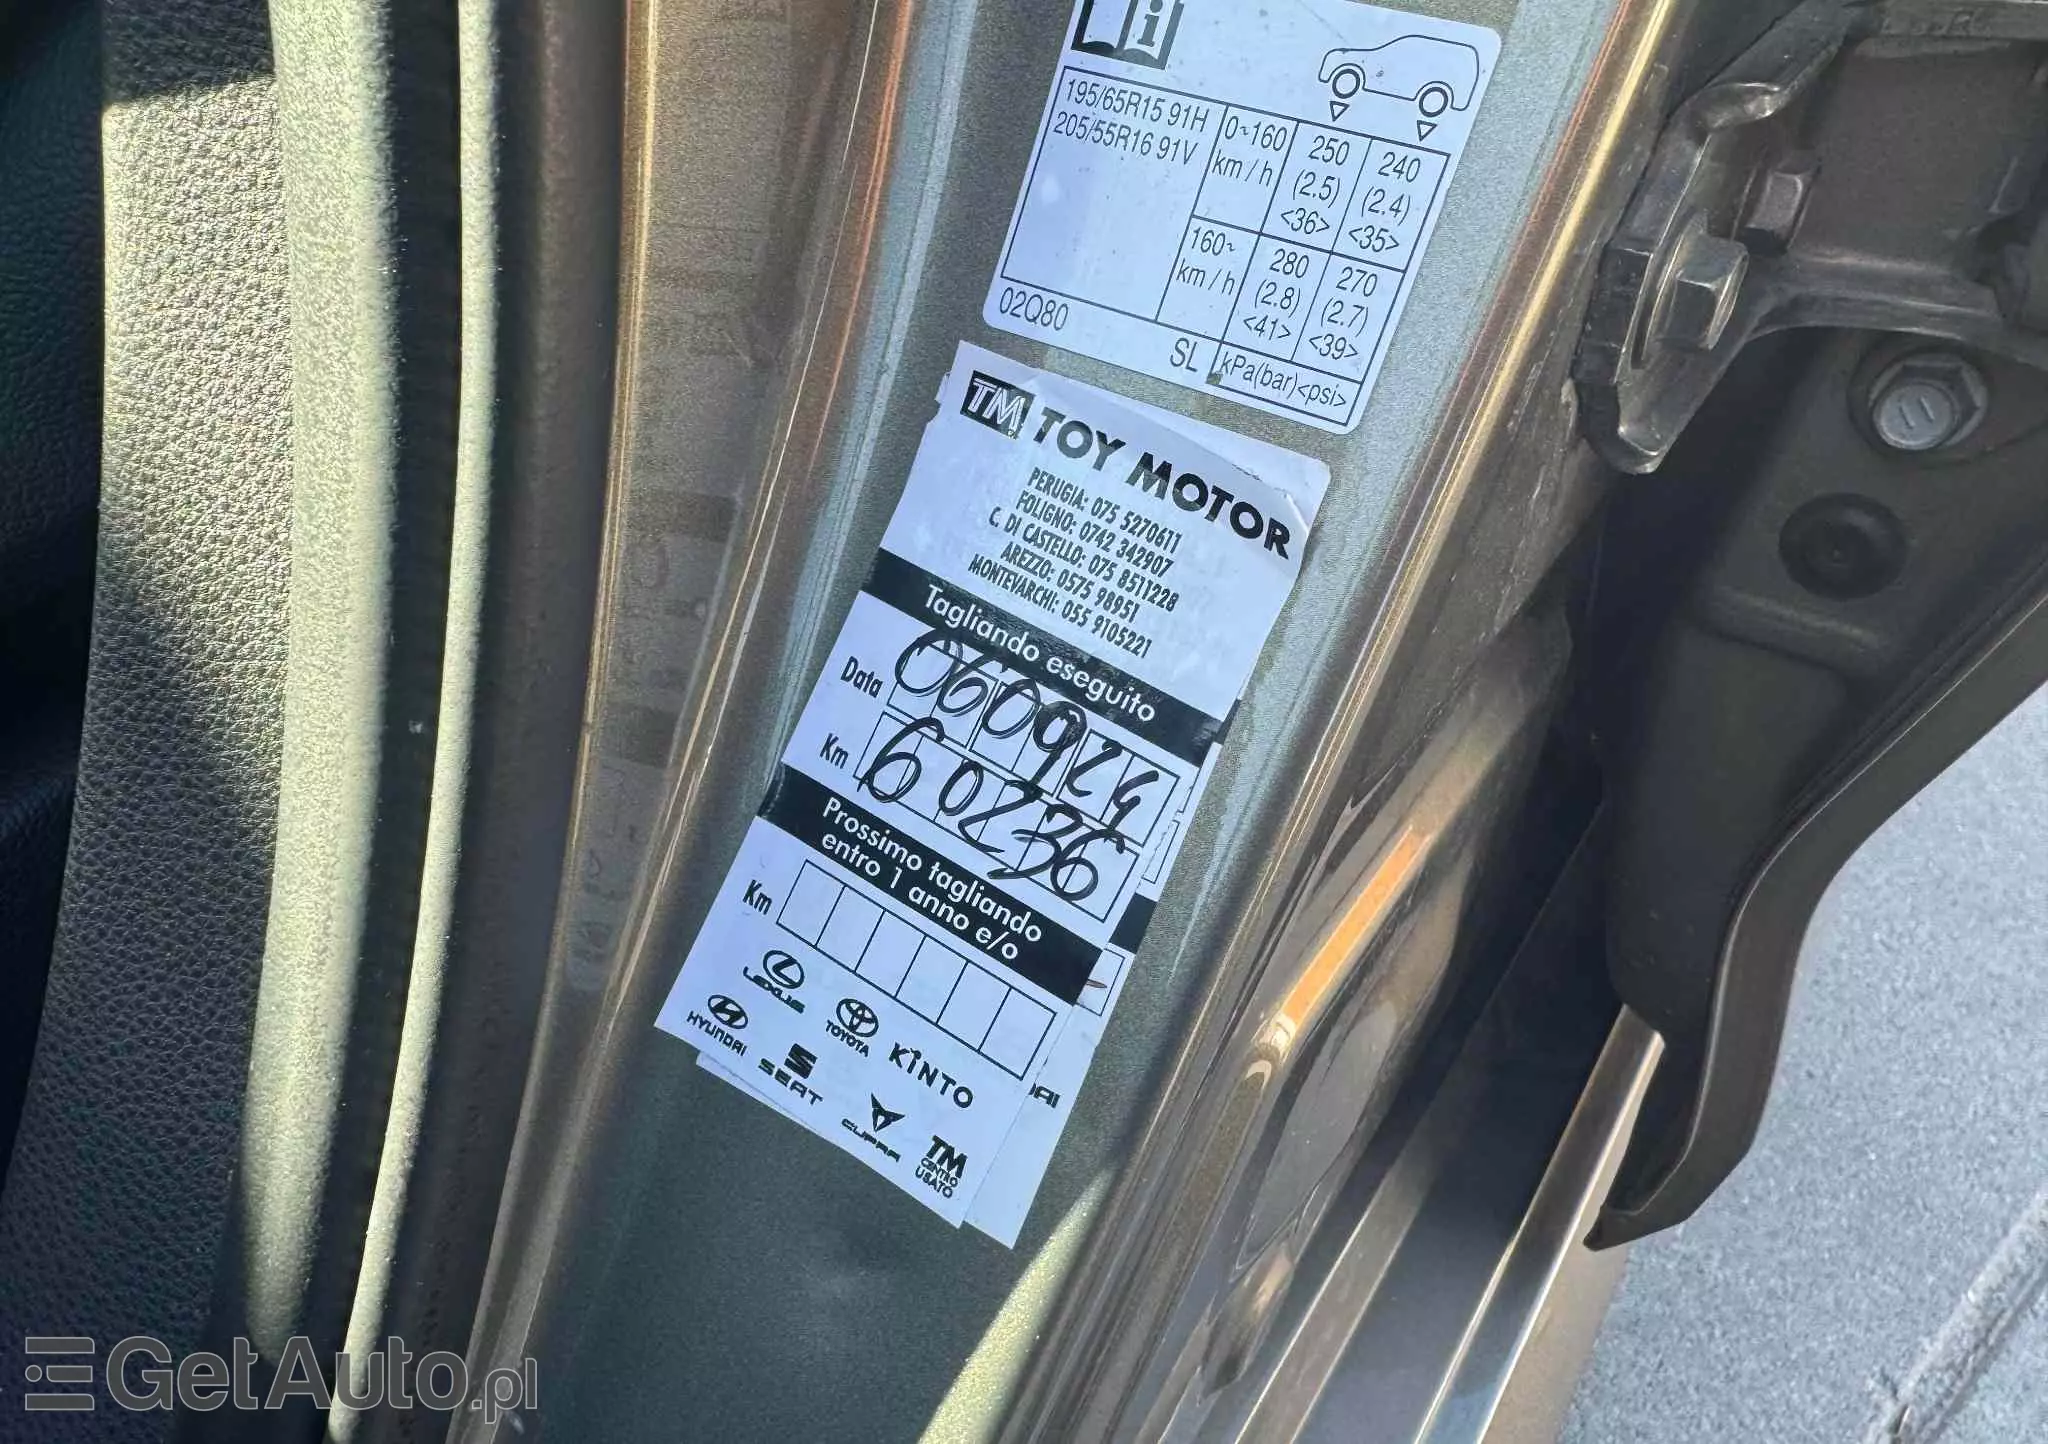 i
195/65R15 91H
205/55R16 91V
0~160
km / h
250
(2.5)
<36>
240
(2.4)
<35>
160~
km / h
280
(2.8)
<41>
270
(2.7)
<39>
02Q80
SL
kPa(bar)<psi>
TM TOY MOTOR
PERUGIA: 075 5270611
FOLIGNO: 0742 342907
C. DI CASTELLO: 075 8511228
AREZZO: 0575 98951
MONTEVARCHI: 055 9105221
Tagliando eseguito
Data 060924
Km 60236
Prossimo tagliando
entro 1 anno e/o
Km
LEXUS
TOYOTA
KINTO
HYUNDAI
SEAT
CUPRA
TM
CENTRO
USATO
DAI
GetAuto.pl